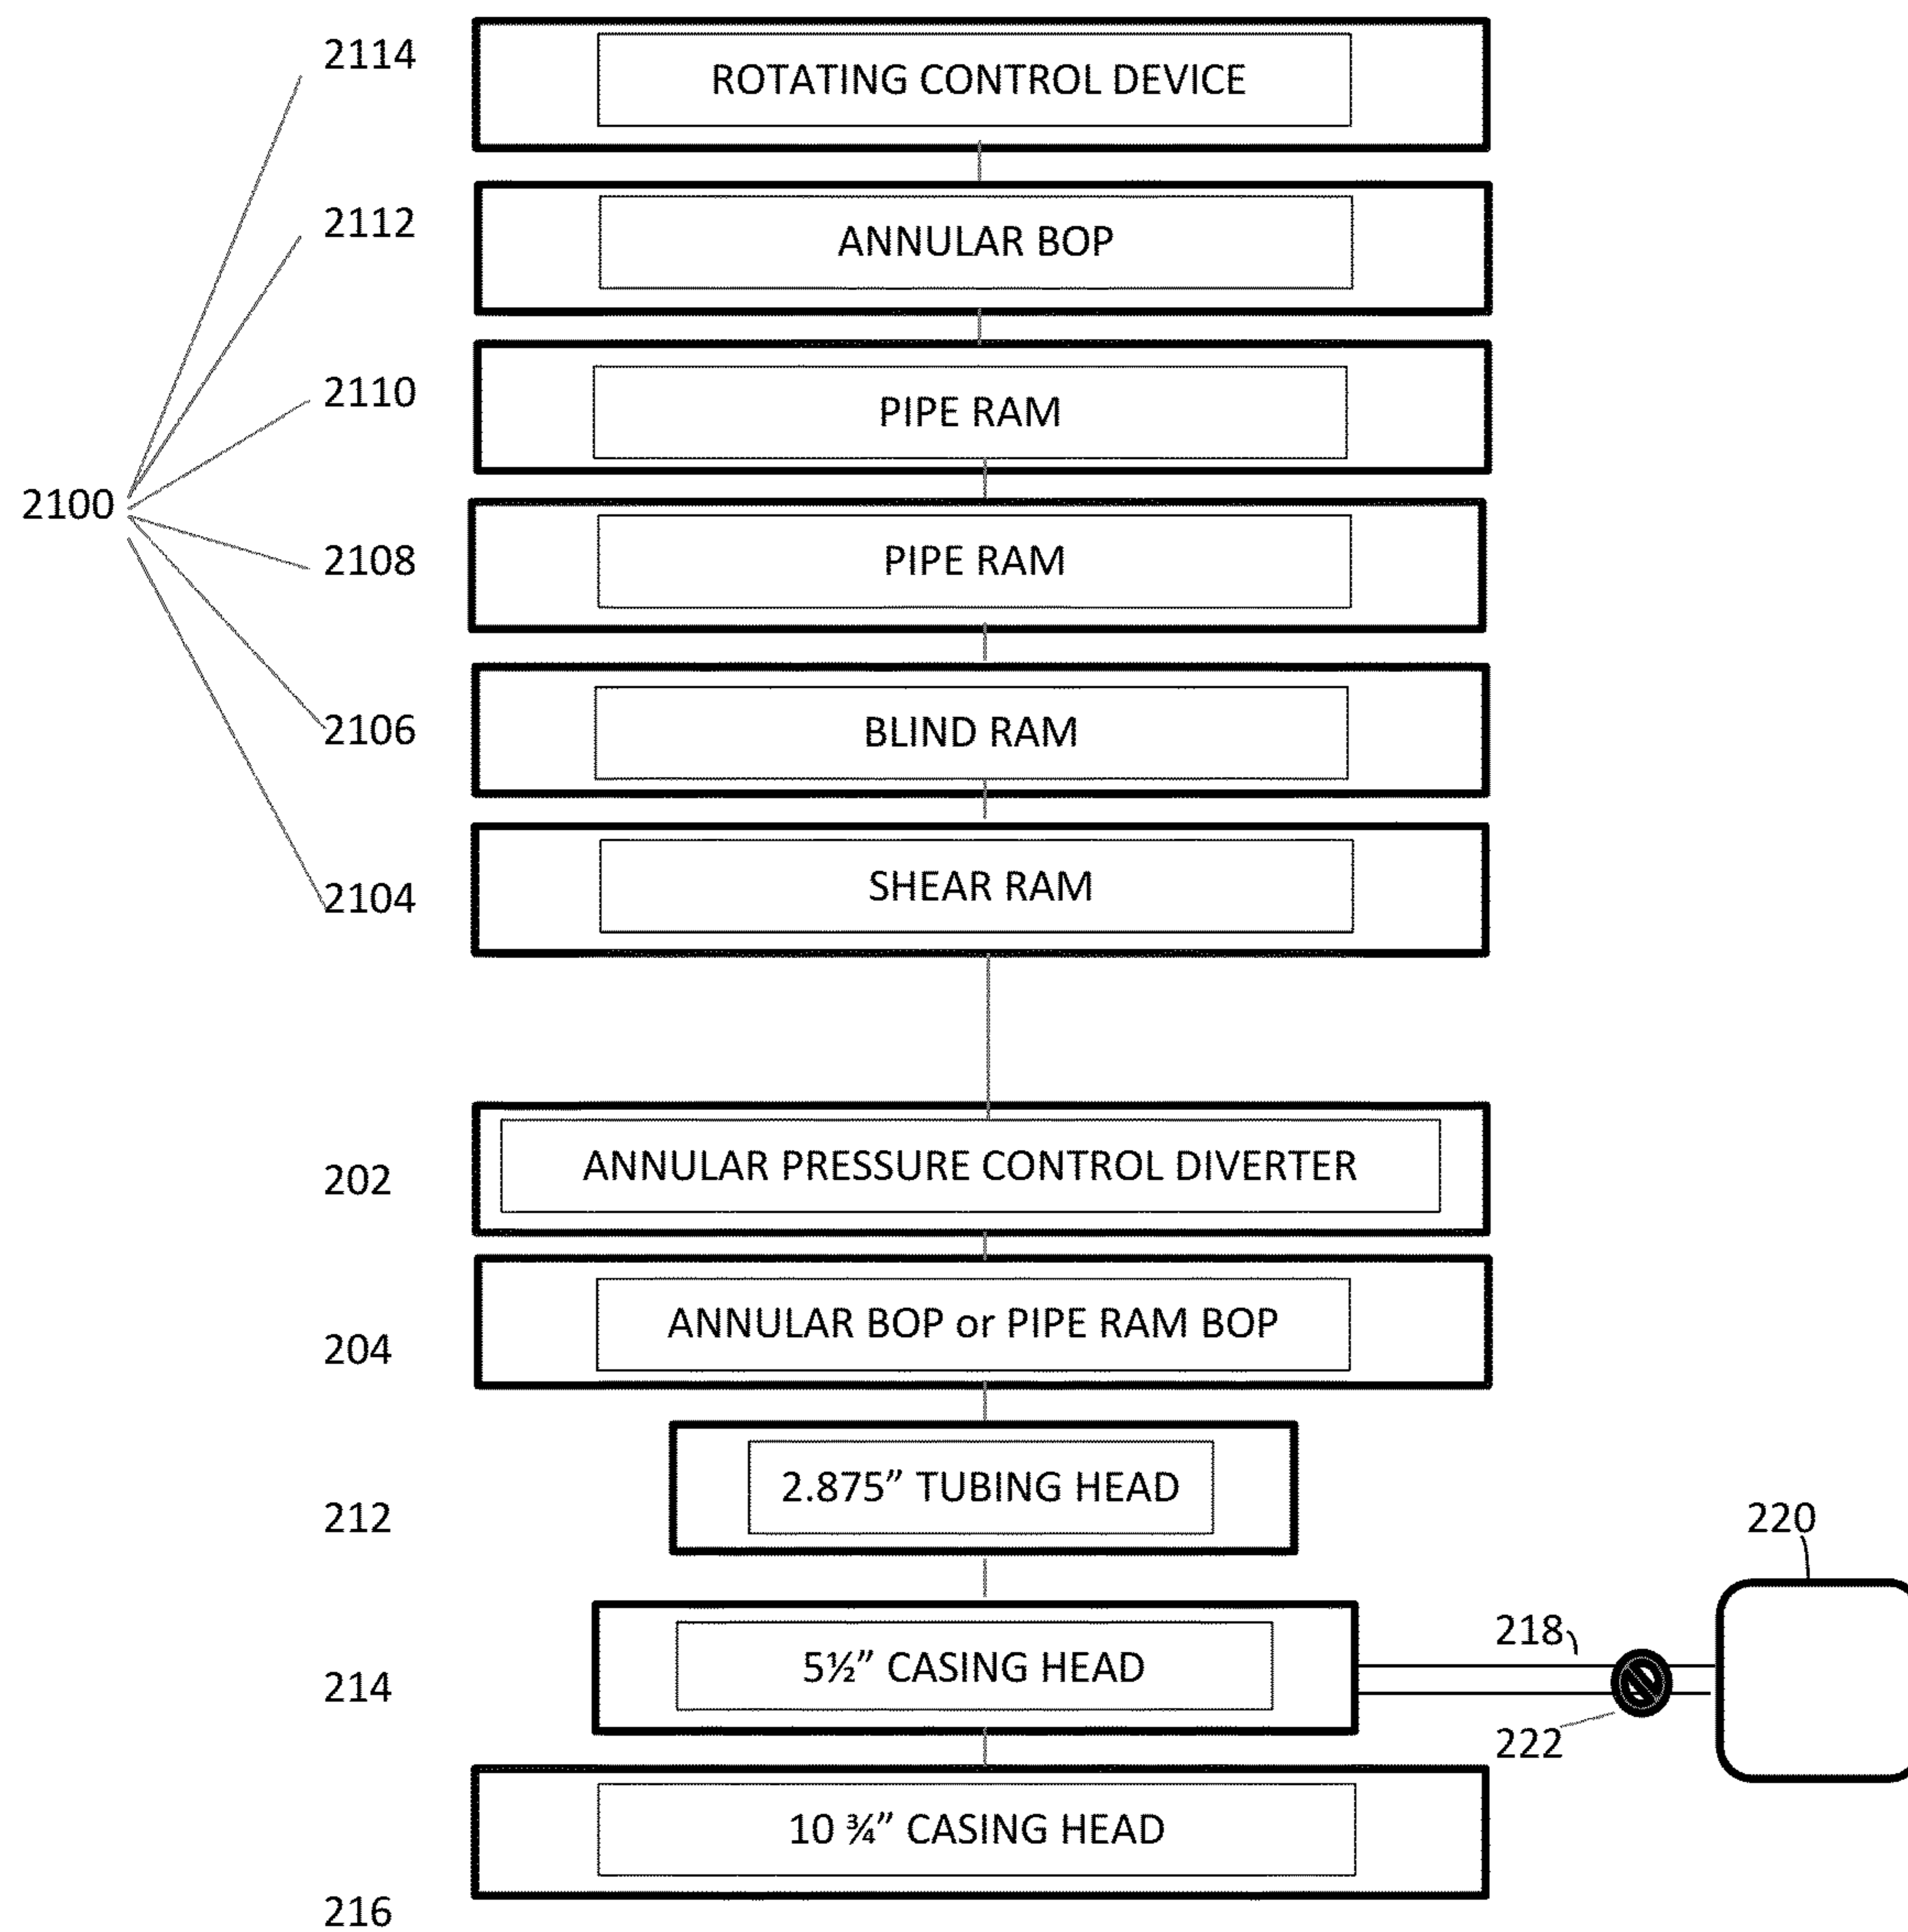 2114
ROTATING CONTROL DEVICE
2112
ANNULAR BOP
2110
PIPE RAM
2100
2108
PIPE RAM
2106
BLIND RAM
2104
SHEAR RAM
202
ANNULAR PRESSURE CONTROL DIVERTER
204
ANNULAR BOP or PIPE RAM BOP
212
2.875” TUBING HEAD
220
218
214
5½” CASING HEAD
222
10 ¾” CASING HEAD
216